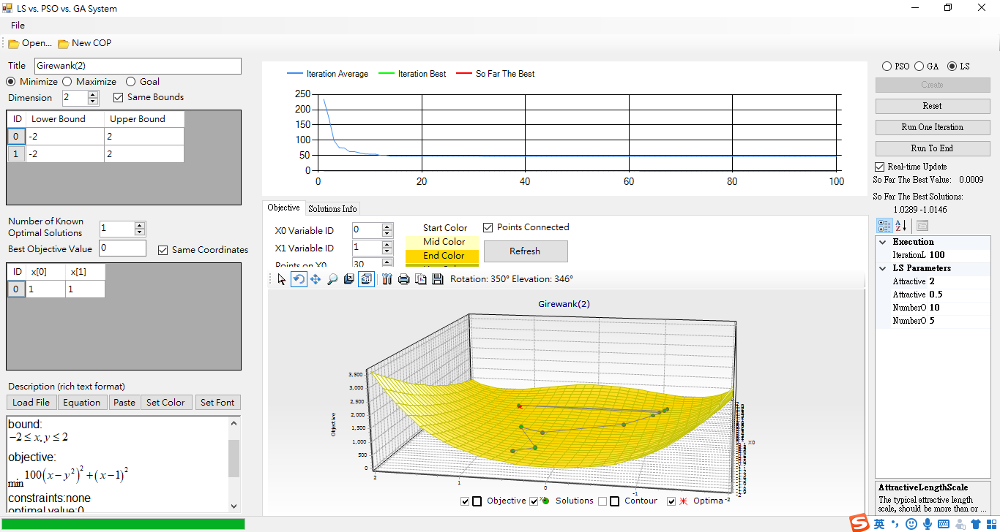 LS vs. PSO vs. GA System
File
Open... New COP
Title Girewank(2)
Minimize Maximize Goal
Dimension 2 Same Bounds
ID Lower Bound Upper Bound
0 -2 2
1 -2 2
Number of Known
Optimal Solutions 1
Best Objective Value 0 Same Coordinates
ID x[0] x[1]
0 1 1
Description (rich text format)
Load File Equation Paste Set Color Set Font
bound:
−2 ≤ x, y ≤ 2
objective:
min 100(x−y²)²+(x−1)²
constraints:none
optimal value:0
Iteration Average Iteration Best So Far The Best
250
200
150
100
50
0
0 20 40 60 80 100
Objective Solutions Info
X0 Variable ID 0
X1 Variable ID 1
Points on X0 30
Start Color
Mid Color
End Color
Points Connected
Refresh
Rotation: 350° Elevation: 346°
Girewank(2)
3,500
3,000
2,500
2,000
1,500
1,000
500
0
Objective
2 1 0 -1 -2
X1
X0
Objective Solutions Contour Optima
PSO GA LS
Create
Reset
Run One Iteration
Run To End
Real-time Update
So Far The Best Value: 0.0009
So Far The Best Solutions:
1.0289 -1.0146
Execution
IterationL 100
LS Parameters
Attractive 2
Attractive 0.5
NumberO 10
NumberO 5
AttractiveLengthScale
The typical attractive length
scale, should be more than or ...
英